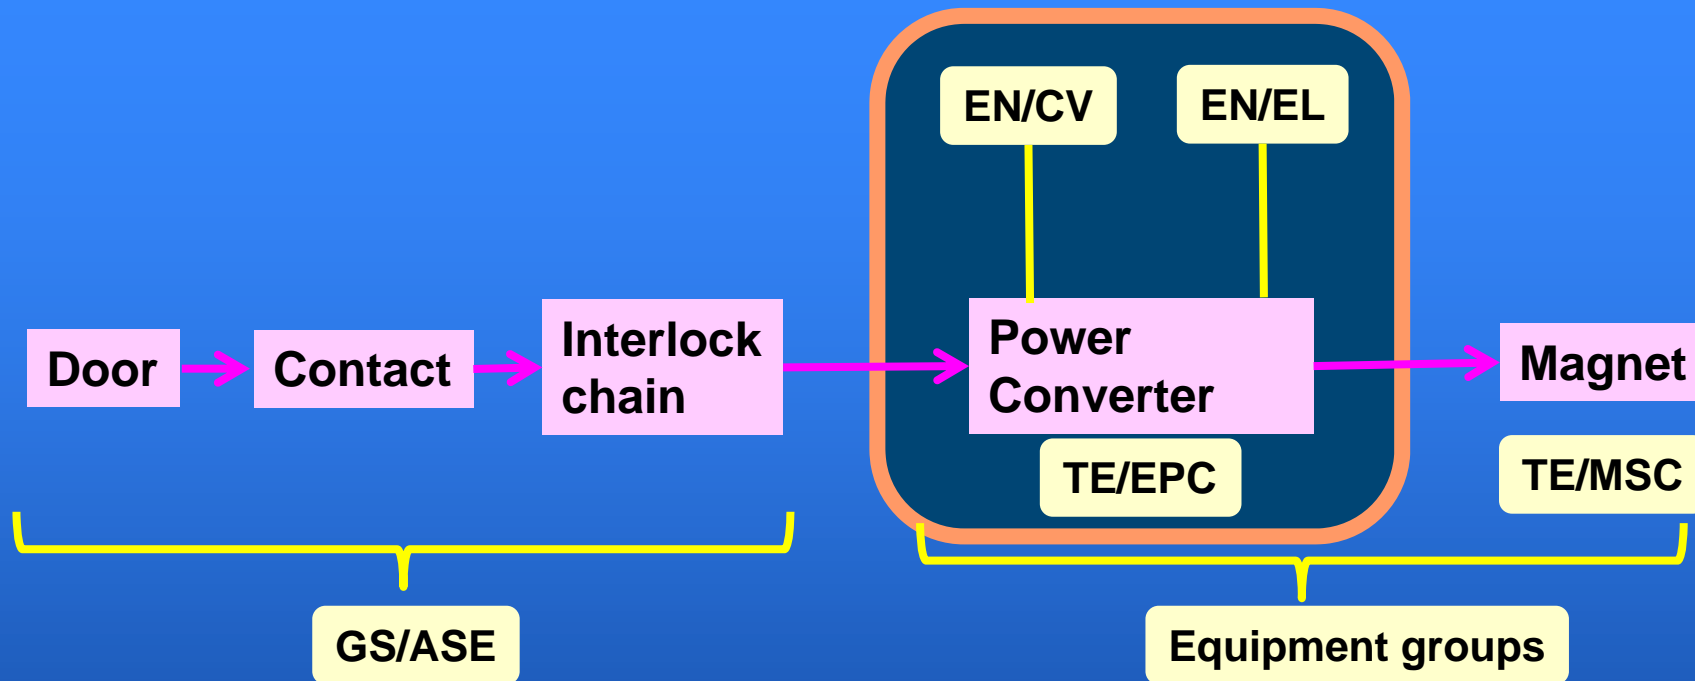 EN/CV
EN/EL
Door
Contact
Interlock
chain
Power
Converter
Magnet
TE/EPC
TE/MSC
GS/ASE
Equipment groups